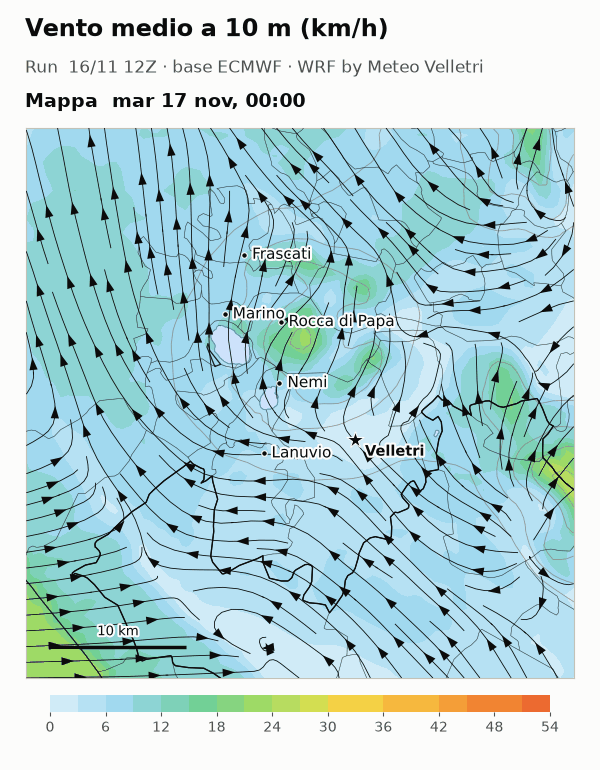 Vento medio a 10 m (km/h)
Run  16/11 12Z · base ECMWF · WRF by Meteo Velletri
Mappa  mar 17 nov, 00:00
Frascati
Marino
Rocca di Papa
Nemi
Velletri
Lanuvio
10 km
0 6 12 18 24 30 36 42 48 54